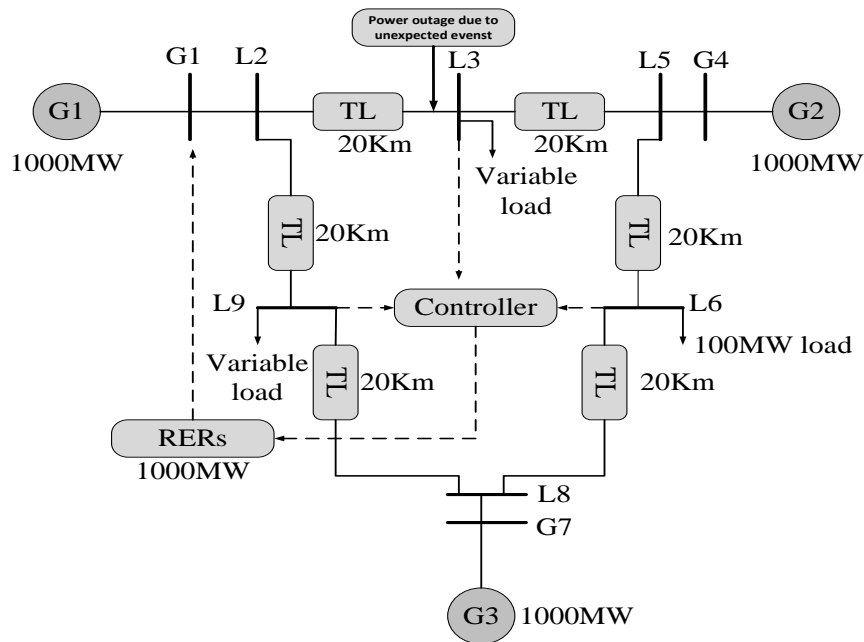 Power outage due to
unexpected evenst
G1
L2
L3
L5
G4
G1
TL
TL
G2
1000MW
20Km
20Km
1000MW
Variable
load
TL
20Km
TL
20Km
L9
Controller
L6
Variable
load
100MW load
TL
20Km
TL
20Km
RERs
1000MW
L8
G7
G3
1000MW